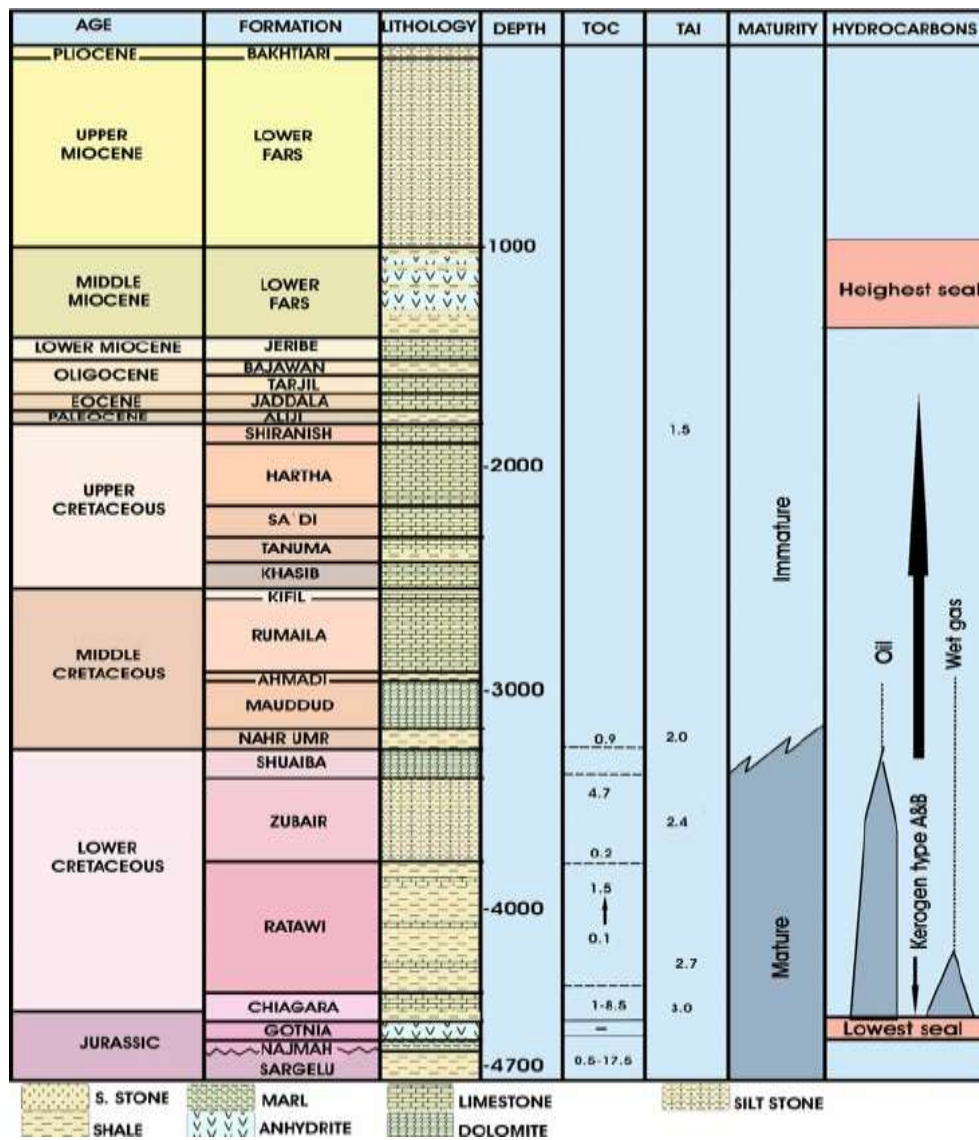 AGE FORMATION LITHOLOGY DEPTH TOC TAI MATURITY HYDROCARBONS
PLIOCENE BAKHTIARI
UPPER
MIOCENE
LOWER
FARS
1000
MIDDLE
MIOCENE
LOWER
FARS
Heighest seal
LOWER MIOCENE JERIBE
OLIGOCENE
BAJAWAN
TARJIL
EOCENE JADDALA
PALEOCENE ALIJI
1.5
SHIRANISH
-2000
HARTHA
UPPER
CRETACEOUS
SA'DI
TANUMA
KHASIB
Immature
KIFIL
RUMAILA
MIDDLE
CRETACEOUS
AHMADI
-3000
MAUDDUD
Oil
Wet gas
NAHR UMR
0.9
2.0
SHUAIBA
4.7
ZUBAIR
2.4
0.2
LOWER
CRETACEOUS
1.5
-4000
RATAWI
0.1
2.7
Mature
Kerogen type A&B
CHIAGARA
1-8.5
3.0
JURASSIC
GOTNIA
–
Lowest seal
NAJMAH
SARGELU
-4700
0.5-17.5
S. STONE MARL LIMESTONE SILT STONE
SHALE ANHYDRITE DOLOMITE